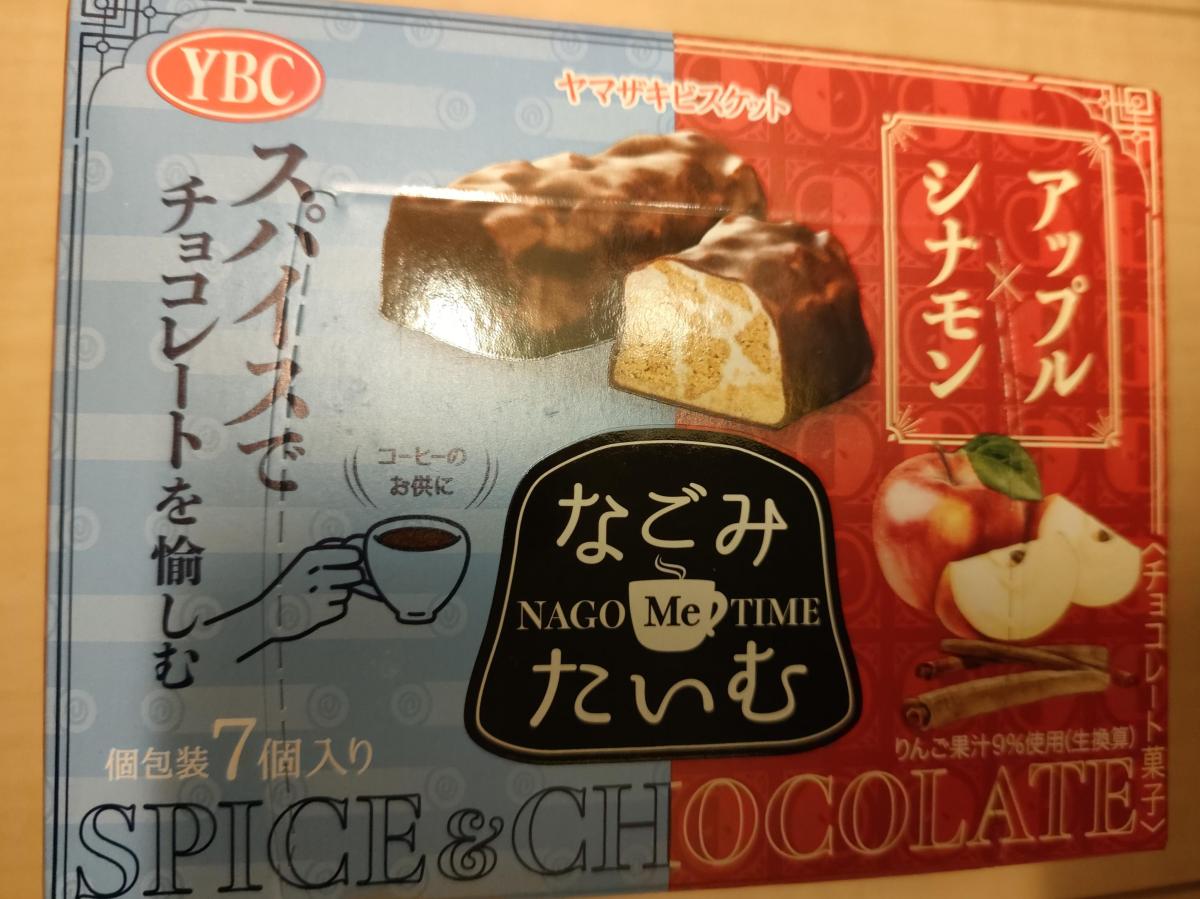 YBC
ヤマザキビスケット
アップル
×
シナモン
スパイスで
チョコレートを愉しむ
コーヒーの
お供に
なごみ
NAGO Me TIME
たいむ
個包装7個入り
りんご果汁9%使用(生換算)
〈チョコレート菓子〉
SPICE & CHOCOLATE